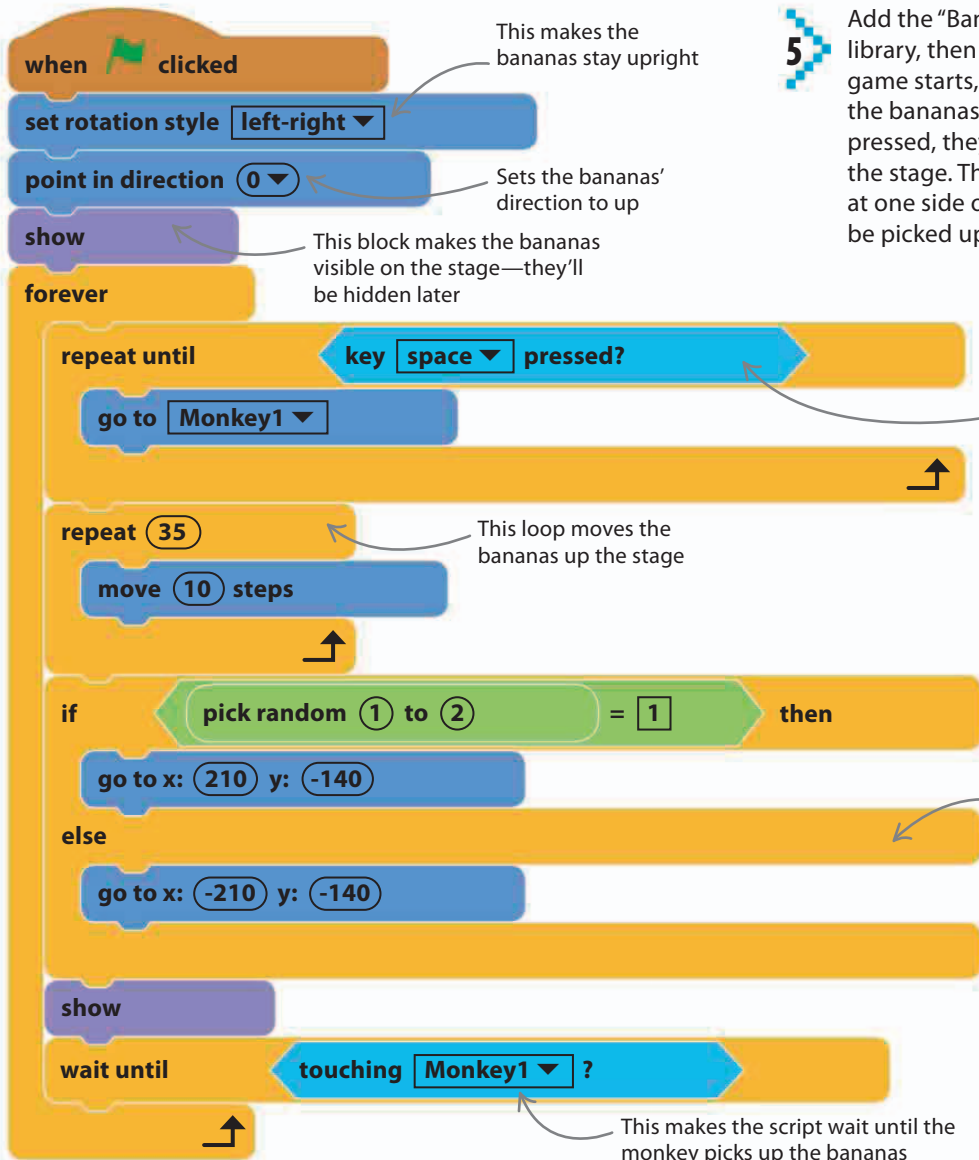 when clicked
set rotation style left-right
point in direction 0
show
forever
repeat until key space pressed?
go to Monkey1
repeat 35
move 10 steps
if pick random 1 to 2 = 1 then
go to x: 210 y: -140
else
go to x: -210 y: -140
show
wait until touching Monkey1 ?
This makes the
bananas stay upright
Sets the bananas’
direction to up
This block makes the bananas
visible on the stage—they’ll
be hidden later
This loop moves the
bananas up the stage
This makes the script wait until the
monkey picks up the bananas
5
Add the “Ban
library, then
game starts,
the bananas
pressed, they
the stage. Th
at one side o
be picked up